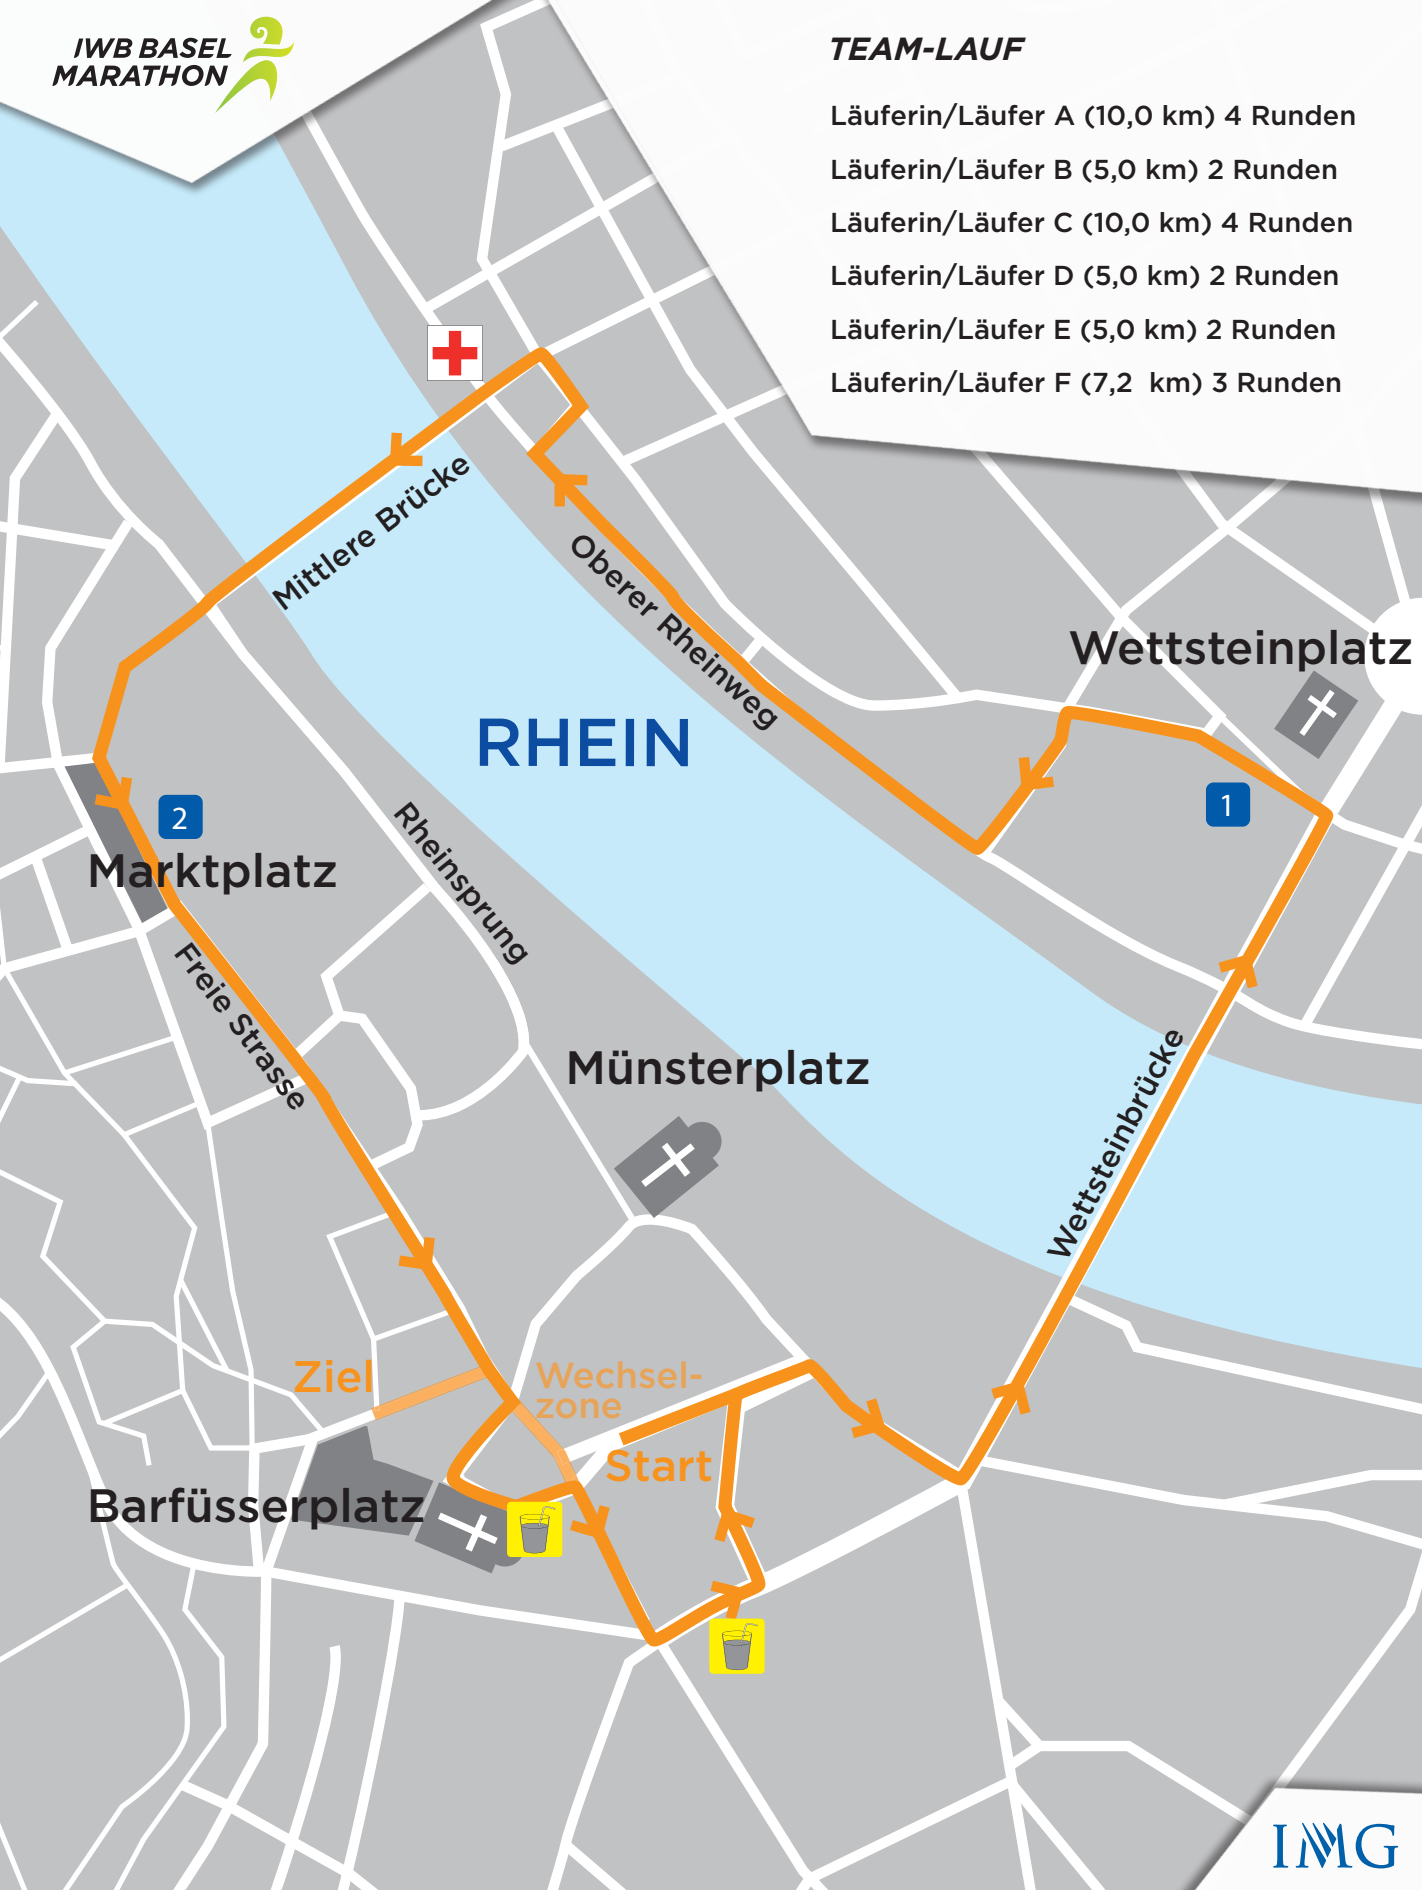 IWB BASEL
MARATHON
TEAM-LAUF
Läuferin/Läufer A (10,0 km) 4 Runden
Läuferin/Läufer B (5,0 km) 2 Runden
Läuferin/Läufer C (10,0 km) 4 Runden
Läuferin/Läufer D (5,0 km) 2 Runden
Läuferin/Läufer E (5,0 km) 2 Runden
Läuferin/Läufer F (7,2  km) 3 Runden
Mittlere Brücke
Oberer Rheinweg
Wettsteinplatz
RHEIN
1
2
Marktplatz
Rheinsprung
Freie Strasse
Münsterplatz
Wettsteinbrücke
Ziel
Wechsel-
zone
Start
Barfüsserplatz
IMG